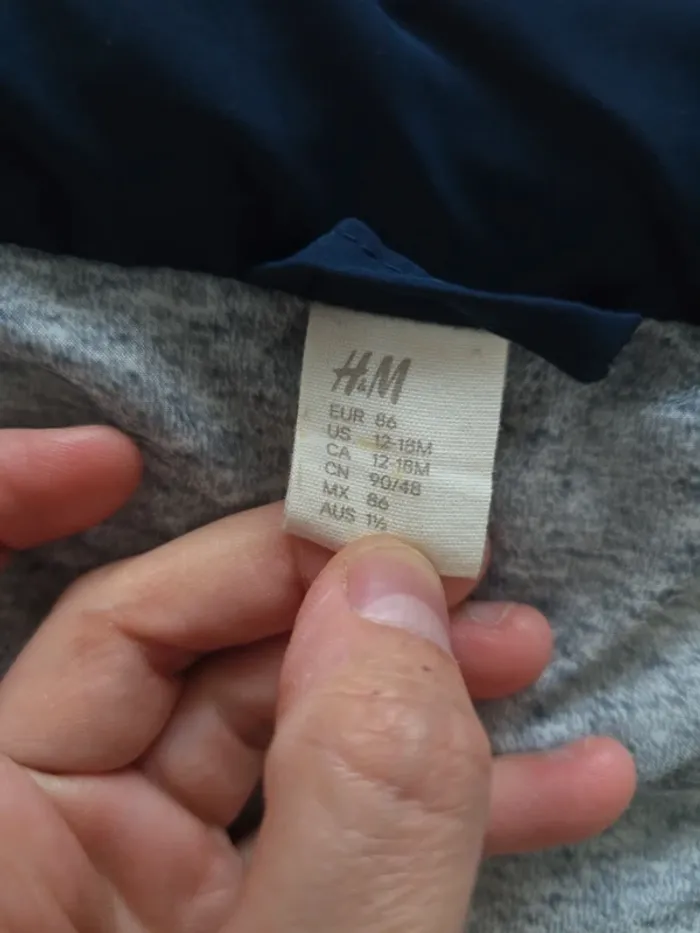 H&M
EUR 86
US 12-18M
CA 12-18M
CN 90/48
MX 86
AUS 1½